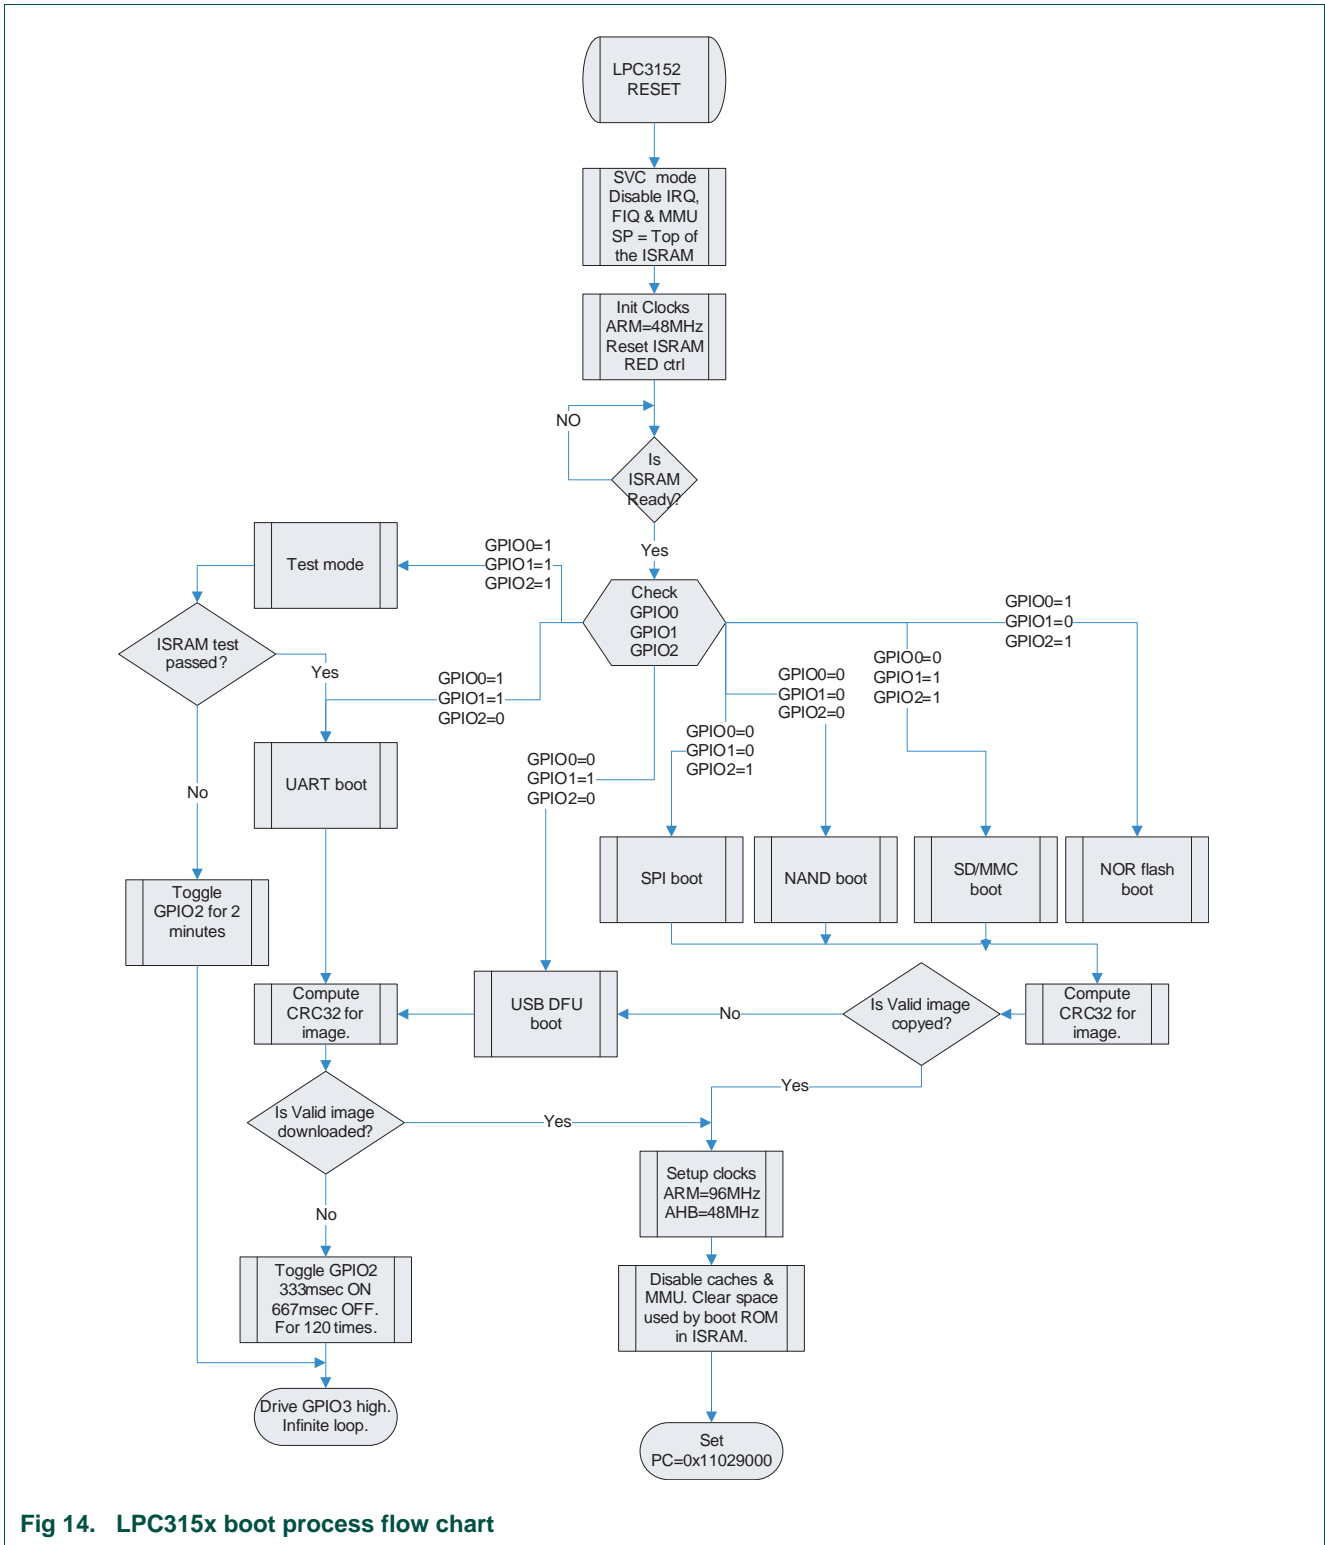 LPC3152
RESET
SVC mode
Disable IRQ,
FIQ & MMU
SP = Top of
the ISRAM
Init Clocks
ARM=48MHz
Reset ISRAM
RED ctrl
NO
Is
ISRAM
Ready?
Yes
Check
GPIO0
GPIO1
GPIO2
GPIO0=1
GPIO1=1
GPIO2=1
Test mode
ISRAM test
passed?
Yes
No
GPIO0=1
GPIO1=1
GPIO2=0
UART boot
Toggle
GPIO2 for 2
minutes
GPIO0=0
GPIO1=1
GPIO2=0
GPIO0=0
GPIO1=0
GPIO2=1
GPIO0=0
GPIO1=0
GPIO2=0
GPIO0=0
GPIO1=1
GPIO2=1
GPIO0=1
GPIO1=0
GPIO2=1
SPI boot
NAND boot
SD/MMC
boot
NOR flash
boot
Compute
CRC32 for
image.
USB DFU
boot
No
Is Valid image
copyed?
Compute
CRC32 for
image.
Yes
Is Valid image
downloaded?
Yes
No
Setup clocks
ARM=96MHz
AHB=48MHz
Toggle GPIO2
333msec ON
667msec OFF.
For 120 times.
Disable caches &
MMU. Clear space
used by boot ROM
in ISRAM.
Drive GPIO3 high.
Infinite loop.
Set
PC=0x11029000
Fig 14. LPC315x boot process flow chart